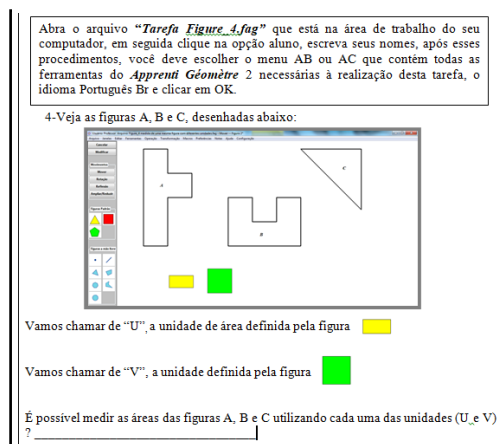 Abra o arquivo “Tarefa Figure_4.fag” que está na área de trabalho do seu
computador, em seguida clique na opção aluno, escreva seus nomes, após esses
procedimentos, você deve escolher o menu AB ou AC que contém todas as
ferramentas do Apprenti Géomètre 2 necessárias à realização desta tarefa, o
idioma Português Br e clicar em OK.
4-Veja as figuras A, B e C, desenhadas abaixo:
A
B
C
Vamos chamar de “U”, a unidade de área definida pela figura
Vamos chamar de “V”, a unidade definida pela figura
É possível medir as áreas das figuras A, B e C utilizando cada uma das unidades (U e V)
?